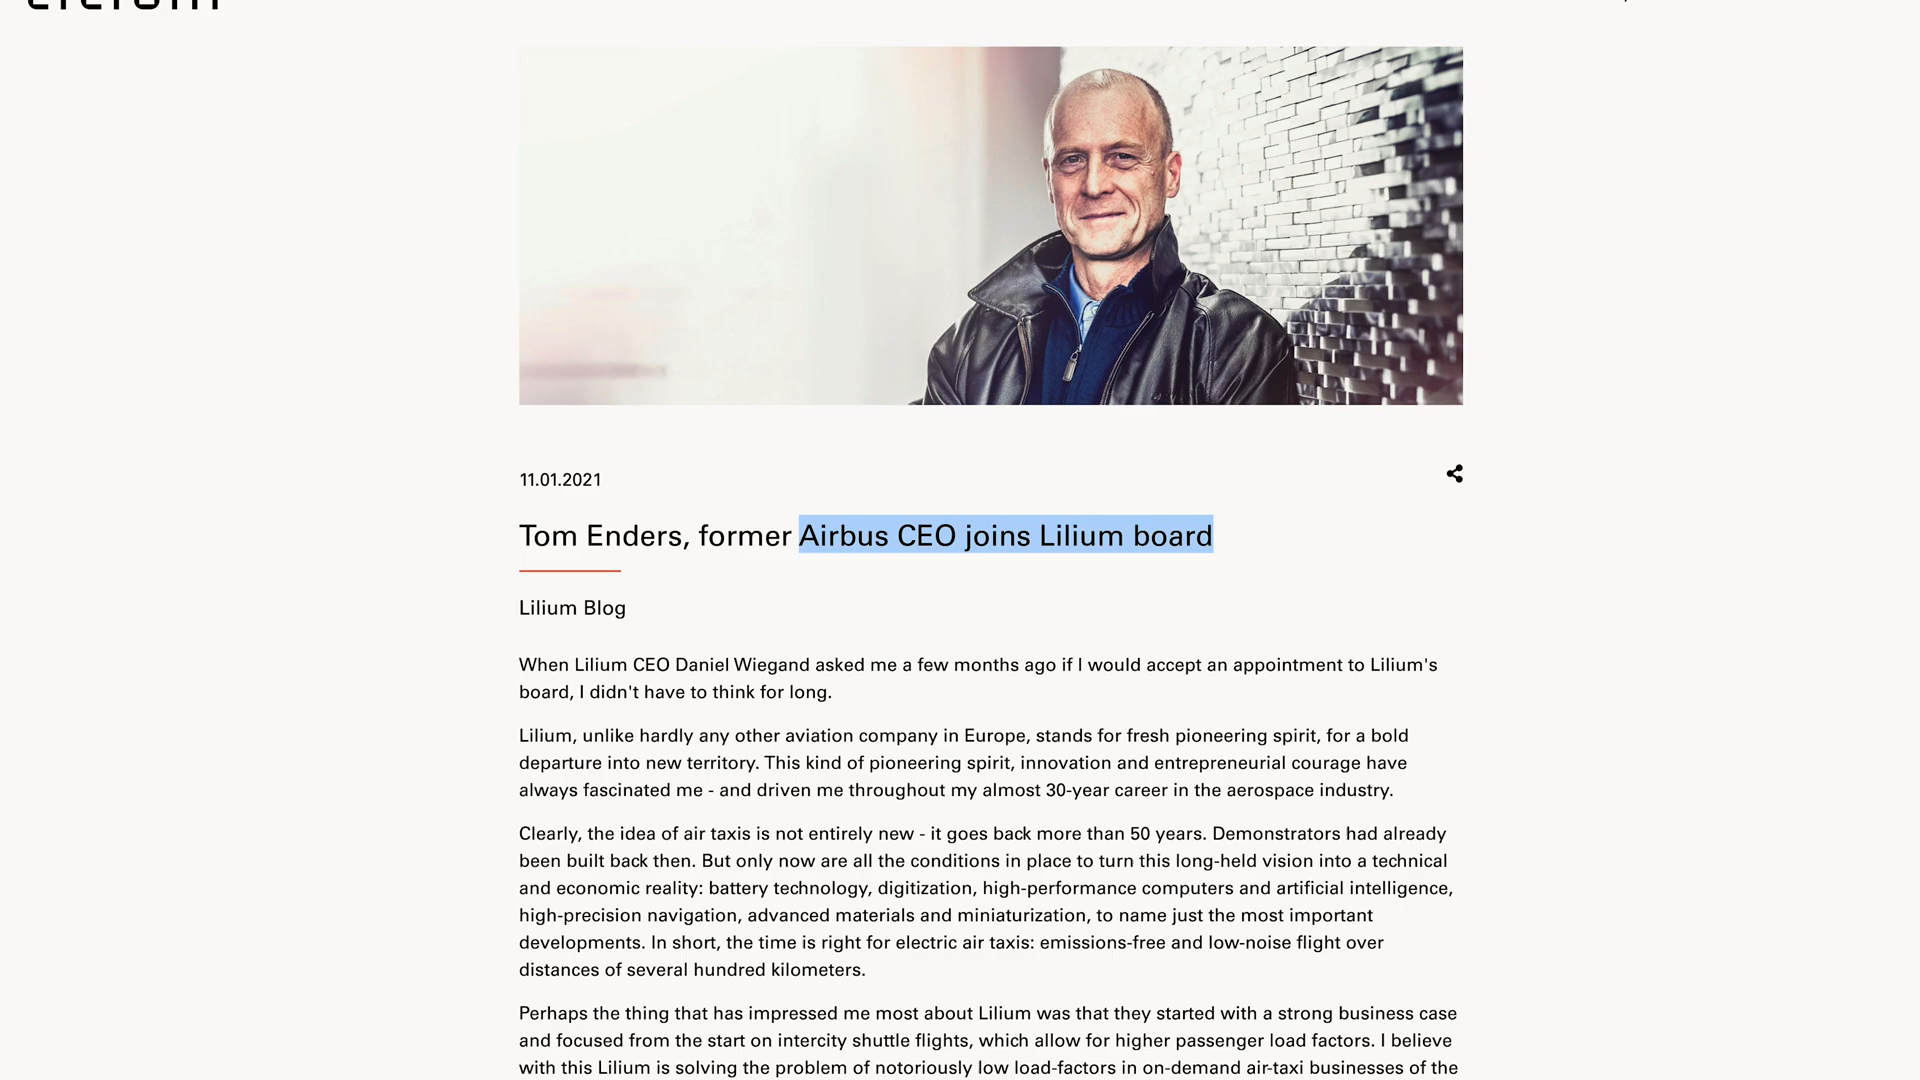 LILIUM
11.01.2021
Tom Enders, former Airbus CEO joins Lilium board
Lilium Blog
When Lilium CEO Daniel Wiegand asked me a few months ago if I would accept an appointment to Lilium's
board, I didn't have to think for long.
Lilium, unlike hardly any other aviation company in Europe, stands for fresh pioneering spirit, for a bold
departure into new territory. This kind of pioneering spirit, innovation and entrepreneurial courage have
always fascinated me - and driven me throughout my almost 30-year career in the aerospace industry.
Clearly, the idea of air taxis is not entirely new - it goes back more than 50 years. Demonstrators had already
been built back then. But only now are all the conditions in place to turn this long-held vision into a technical
and economic reality: battery technology, digitization, high-performance computers and artificial intelligence,
high-precision navigation, advanced materials and miniaturization, to name just the most important
developments. In short, the time is right for electric air taxis: emissions-free and low-noise flight over
distances of several hundred kilometers.
Perhaps the thing that has impressed me most about Lilium was that they started with a strong business case
and focused from the start on intercity shuttle flights, which allow for higher passenger load factors. I believe
with this Lilium is solving the problem of notoriously low load-factors in on-demand air-taxi businesses of the